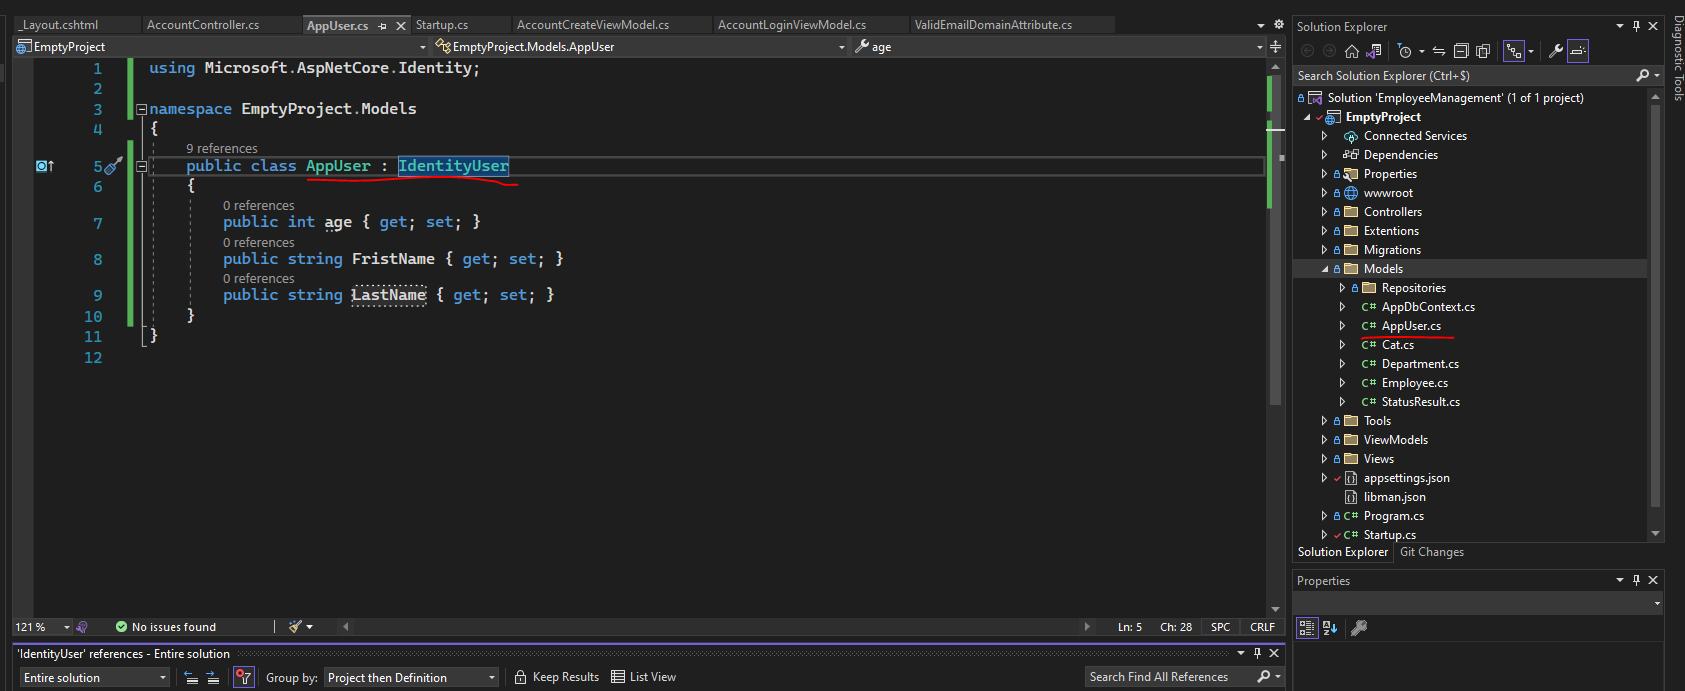 _Layout.cshtml AccountController.cs AppUser.cs Startup.cs AccountCreateViewModel.cs AccountLoginViewModel.cs ValidEmailDomainAttribute.cs
EmptyProject EmptyProject.Models.AppUser age
1 using Microsoft.AspNetCore.Identity;
2
3 namespace EmptyProject.Models
4 {
9 references
5 public class AppUser : IdentityUser
6 {
0 references
7 public int age { get; set; }
0 references
8 public string FristName { get; set; }
0 references
9 public string LastName { get; set; }
10 }
11 }
12
121 % No issues found Ln: 5 Ch: 28 SPC CRLF
'IdentityUser' references - Entire solution
Entire solution Group by: Project then Definition Keep Results List View Search Find All References
Solution Explorer
Search Solution Explorer (Ctrl+$)
Solution 'EmployeeManagement' (1 of 1 project)
EmptyProject
Connected Services
Dependencies
Properties
wwwroot
Controllers
Extentions
Migrations
Models
Repositories
C# AppDbContext.cs
C# AppUser.cs
C# Cat.cs
C# Department.cs
C# Employee.cs
C# StatusResult.cs
Tools
ViewModels
Views
appsettings.json
libman.json
C# Program.cs
C# Startup.cs
Solution Explorer Git Changes
Properties
Diagnostic Tools